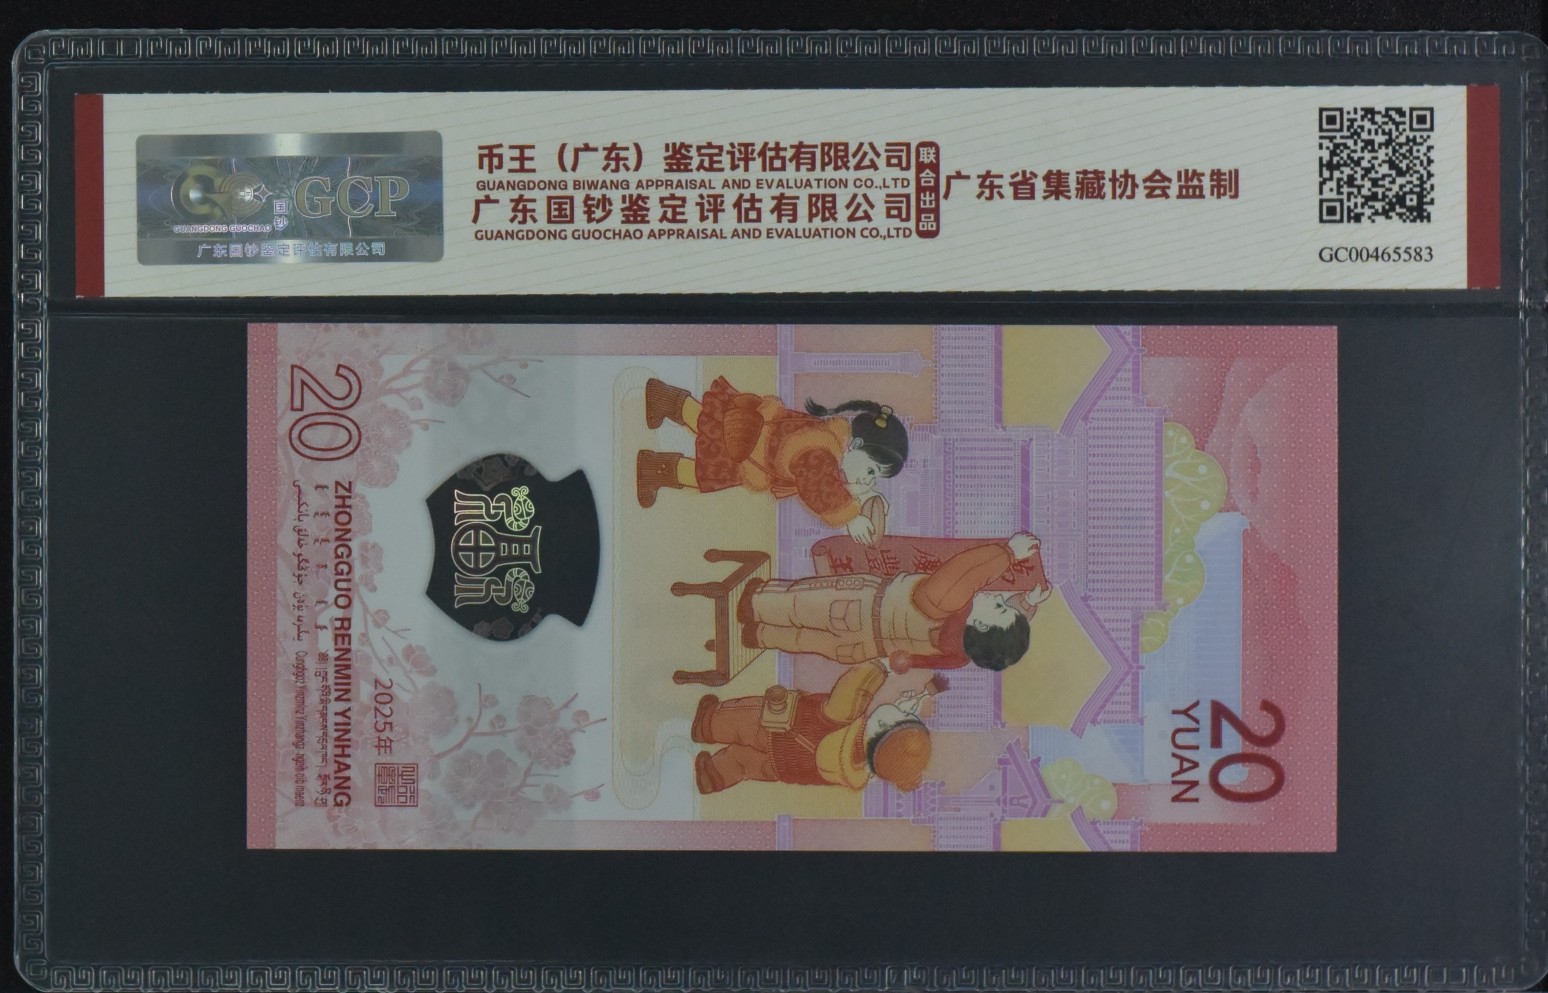 GCP
国
钞
GUANGDONG GUOCHAO
广东国钞鉴定评估有限公司
币王（广东）鉴定评估有限公司
GUANGDONG BIWANG APPRAISAL AND EVALUATION CO.,LTD
广东国钞鉴定评估有限公司
GUANGDONG GUOCHAO APPRAISAL AND EVALUATION CO.,LTD
联合出品
广东省集藏协会监制
GC00465583
20
ZHONGGUO RENMIN YINHANG
2025年
20
YUAN